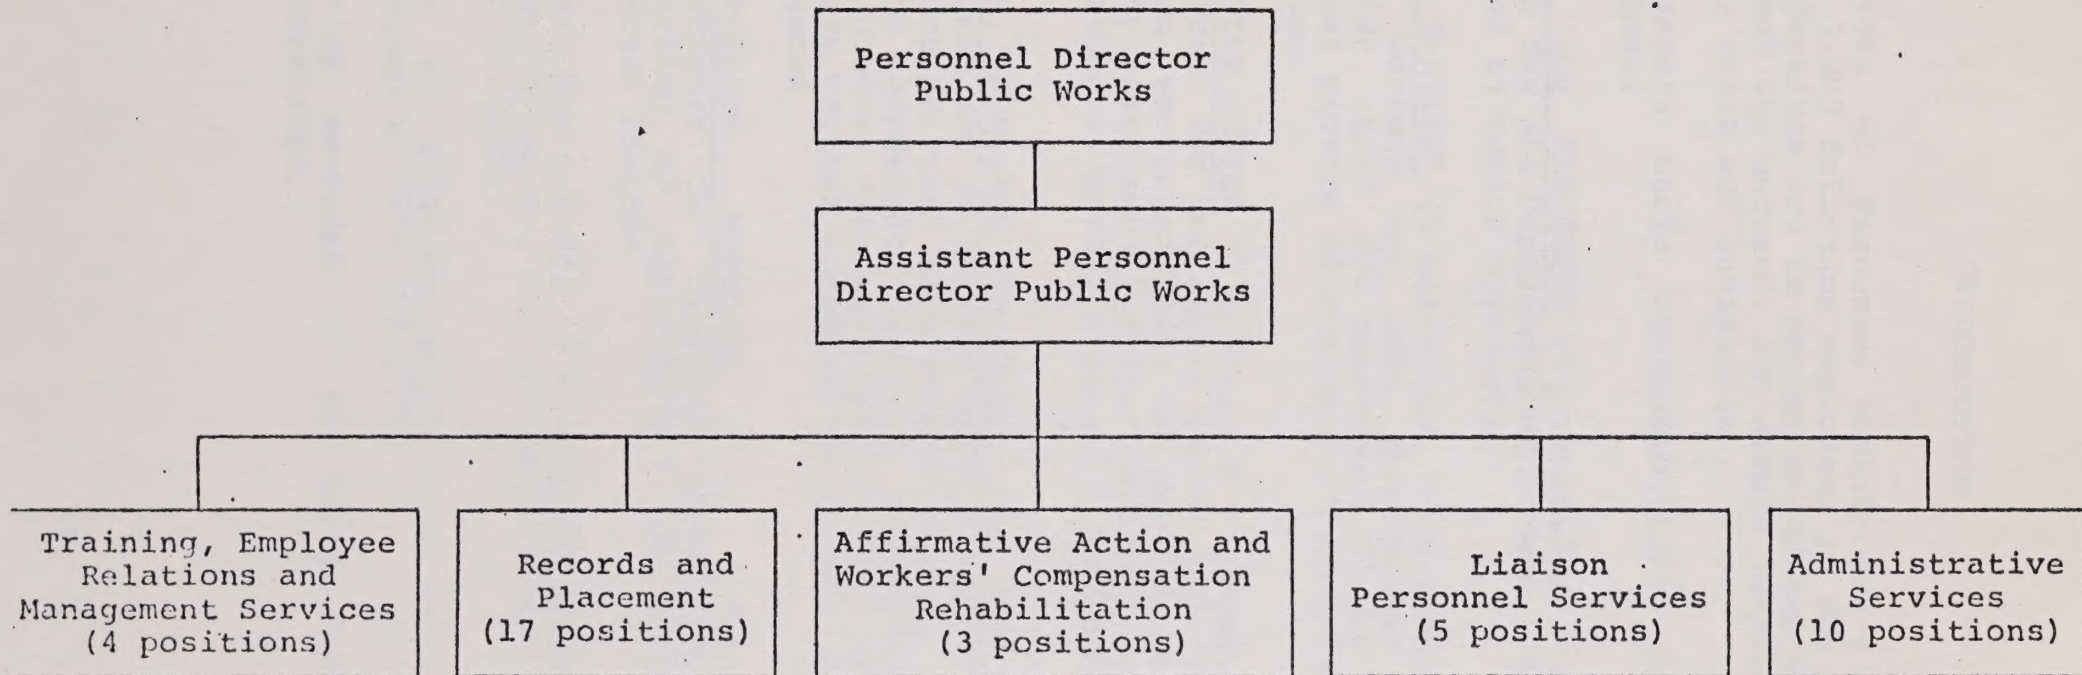 Personnel Director
Public Works
Assistant Personnel
Director Public Works
Training, Employee
Relations and
Management Services
(4 positions)
Records and
Placement
(17 positions)
Affirmative Action and
Workers' Compensation
Rehabilitation
(3 positions)
Liaison
Personnel Services
(5 positions)
Administrative
Services
(10 positions)